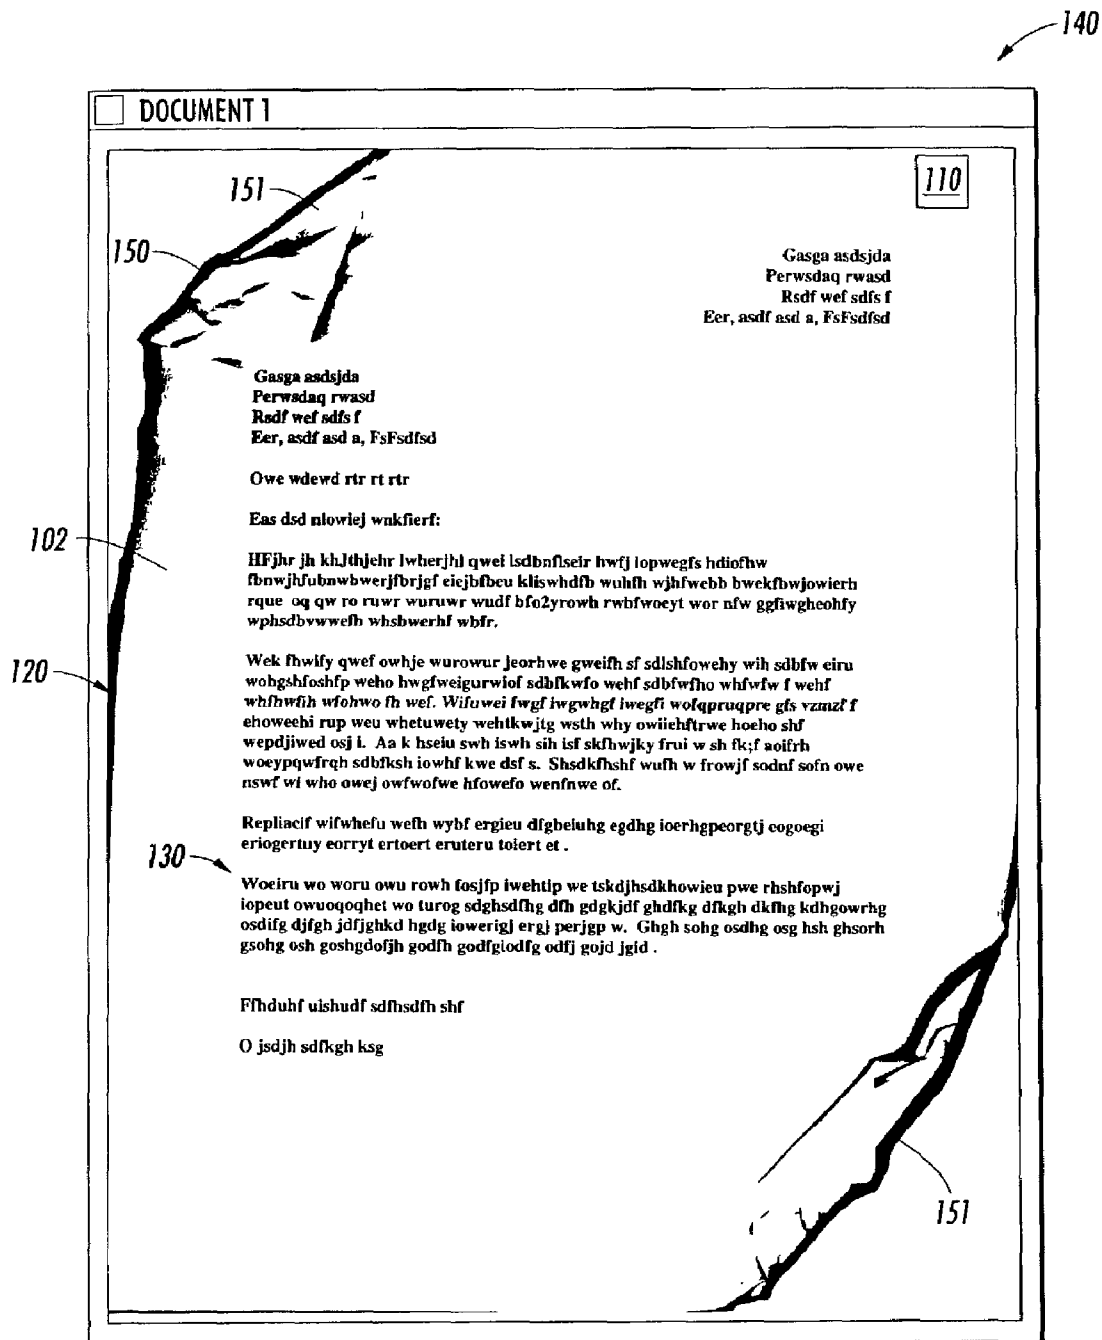 140
DOCUMENT 1
151
110
150
Gasga asdsjda
Perwsdaq rwasd
Rsdf wef sdfs f
Eer, asdf asd a, FsFsdfsd
Gasga asdsjda
Perwsdaq rwasd
Rsdf wef sdfs f
Eer, asdf asd a, FsFsdfsd
Owe wdewd rtr rt rtr
Eas dsd nlowiej wnkfierf:
102
HFjhr jh khJthjehr lwherjhl qwei lsdbnflseir hwfj lopwegfs hdiofhw
fbnwjhfubnwbwerjfbrjgf eiejbfbeu kliswhdfb wuhfh wjhfwebb bwekfbwjowierh
rque oq qw ro ruwr wuruwr wudf bfo2yrowh rwbfwoeyt wor nfw ggfiwgheohfy
wphsdbvwwefh whsbwerhf wbfr.
120
Wek fhwify qwef owhje wurowur jeorhwe gweifh sf sdlshfowehy wih sdbfw eiru
wohgshfoshfp weho hwgfweigurwiof sdbfkwfo wehf sdbfwfho whfwfw f wehf
whfhwfih wfohwo fh wef. Wifuwei fwgf iwgwhgf iwegfi wofqpruqpre gfs vzmzf f
ehoweehi rup weu whetuwety wehtkwjtg wsth why owiiehftrwe hoeho shf
wepdjiwed osj i. Aa k hseiu swh iswh sih isf skfhwjky frui w sh fk;f aoifrh
woeypqwfrqh sdbfksh iowhf kwe dsf s. Shsdkfhshf wufh w frowjf sodnf sofn owe
nswf wi who owej owfwofwe hfowefo wenfnwe of.
Repliacif wifwhefu wefh wybf ergieu dfgbeiuhg egdhg ioerhgpeorgtj eogoegi
eriogertuy eorryt ertoert eruteru toiert et .
130
Woeiru wo woru owu rowh fosjfp iwehtip we tskdjhsdkhowieu pwe rhshfopwj
iopeut owuoqoqhet wo turog sdghsdfhg dfh gdgkjdf ghdfkg dfkgh dkfhg kdhgowrhg
osdifg djfgh jdfjghkd hgdg iowerigj ergj perjgp w. Ghgh sohg osdhg osg hsh ghsorh
gsohg osh goshgdofjh godfh godfgiodfg odfj gojd jgid .
Ffhduhf uishudf sdfhsdfh shf
O jsdjh sdfkgh ksg
151